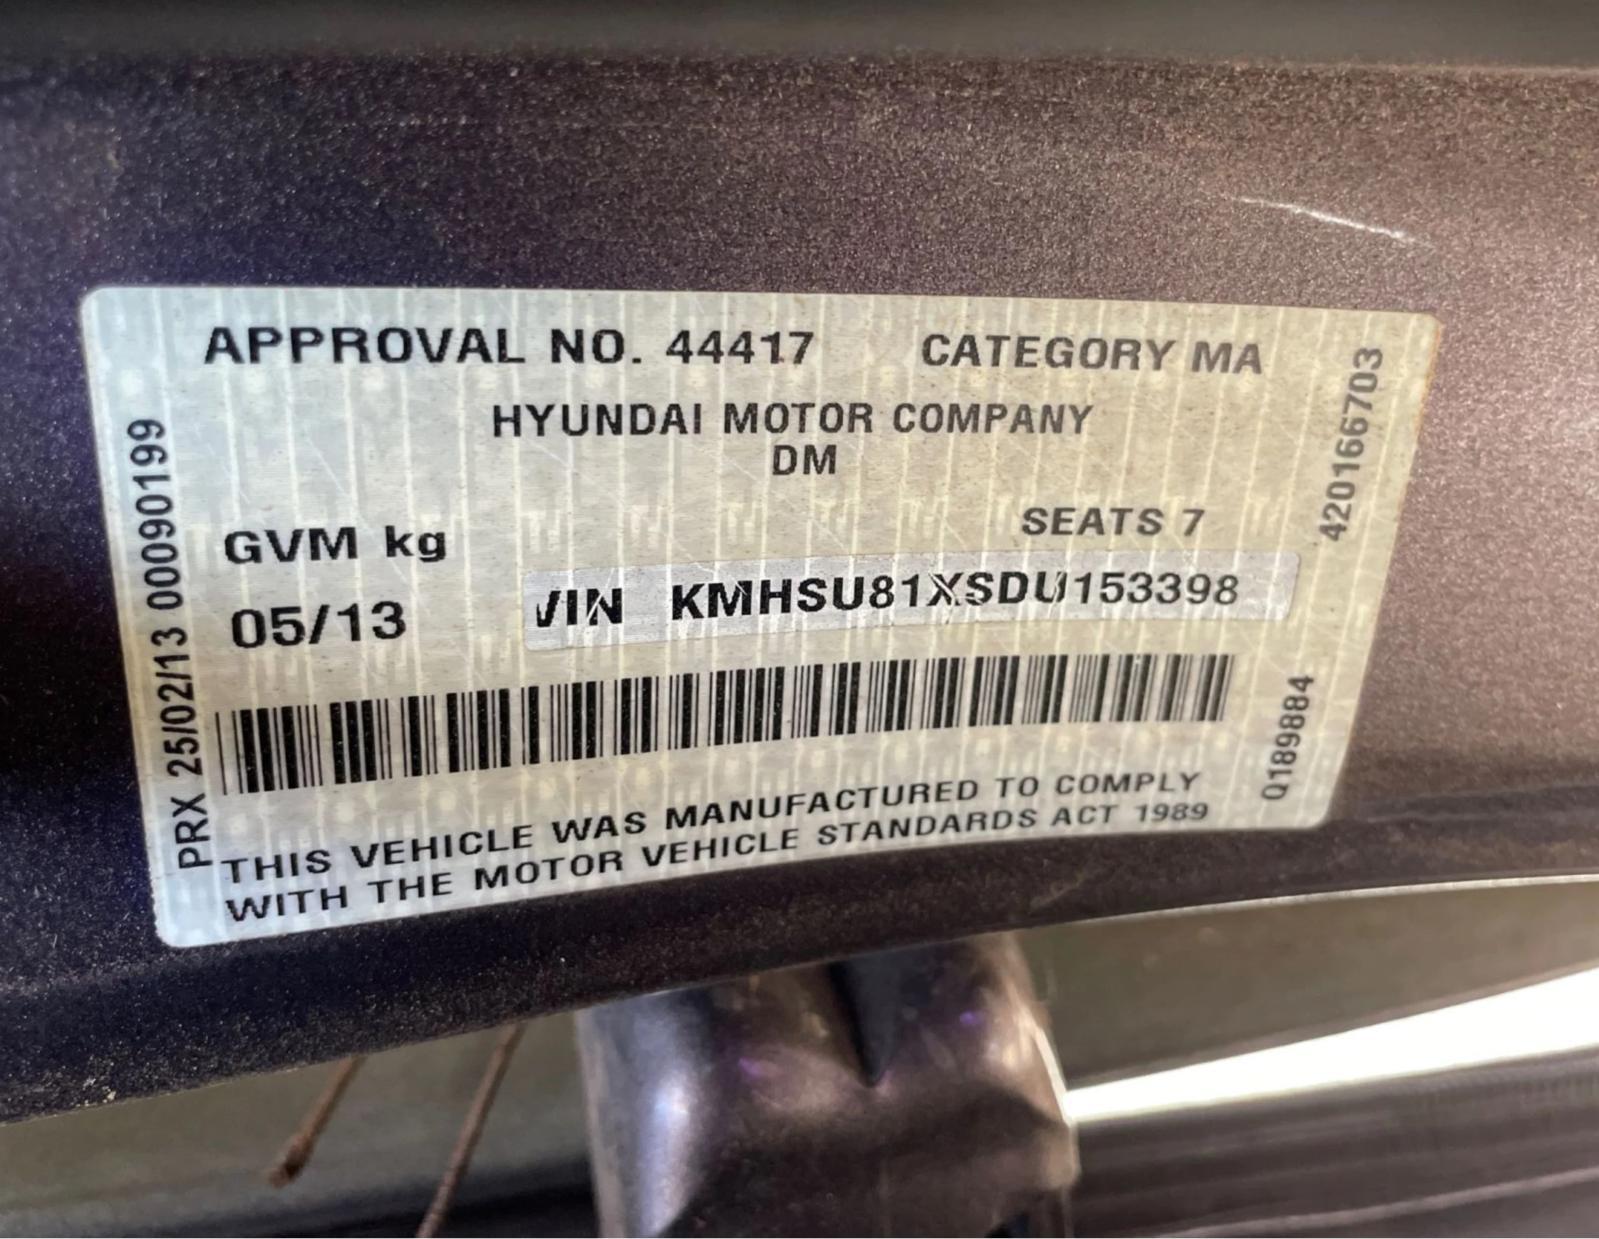 APPROVAL NO. 44417 CATEGORY MA
HYUNDAI MOTOR COMPANY
DM
SEATS 7
GVM kg
05/13
VIN KMHSU81XSDU153398
THIS VEHICLE WAS MANUFACTURED TO COMPLY
WITH THE MOTOR VEHICLE STANDARDS ACT 1989
PRX 25/02/13 00090199
420166703
Q189884